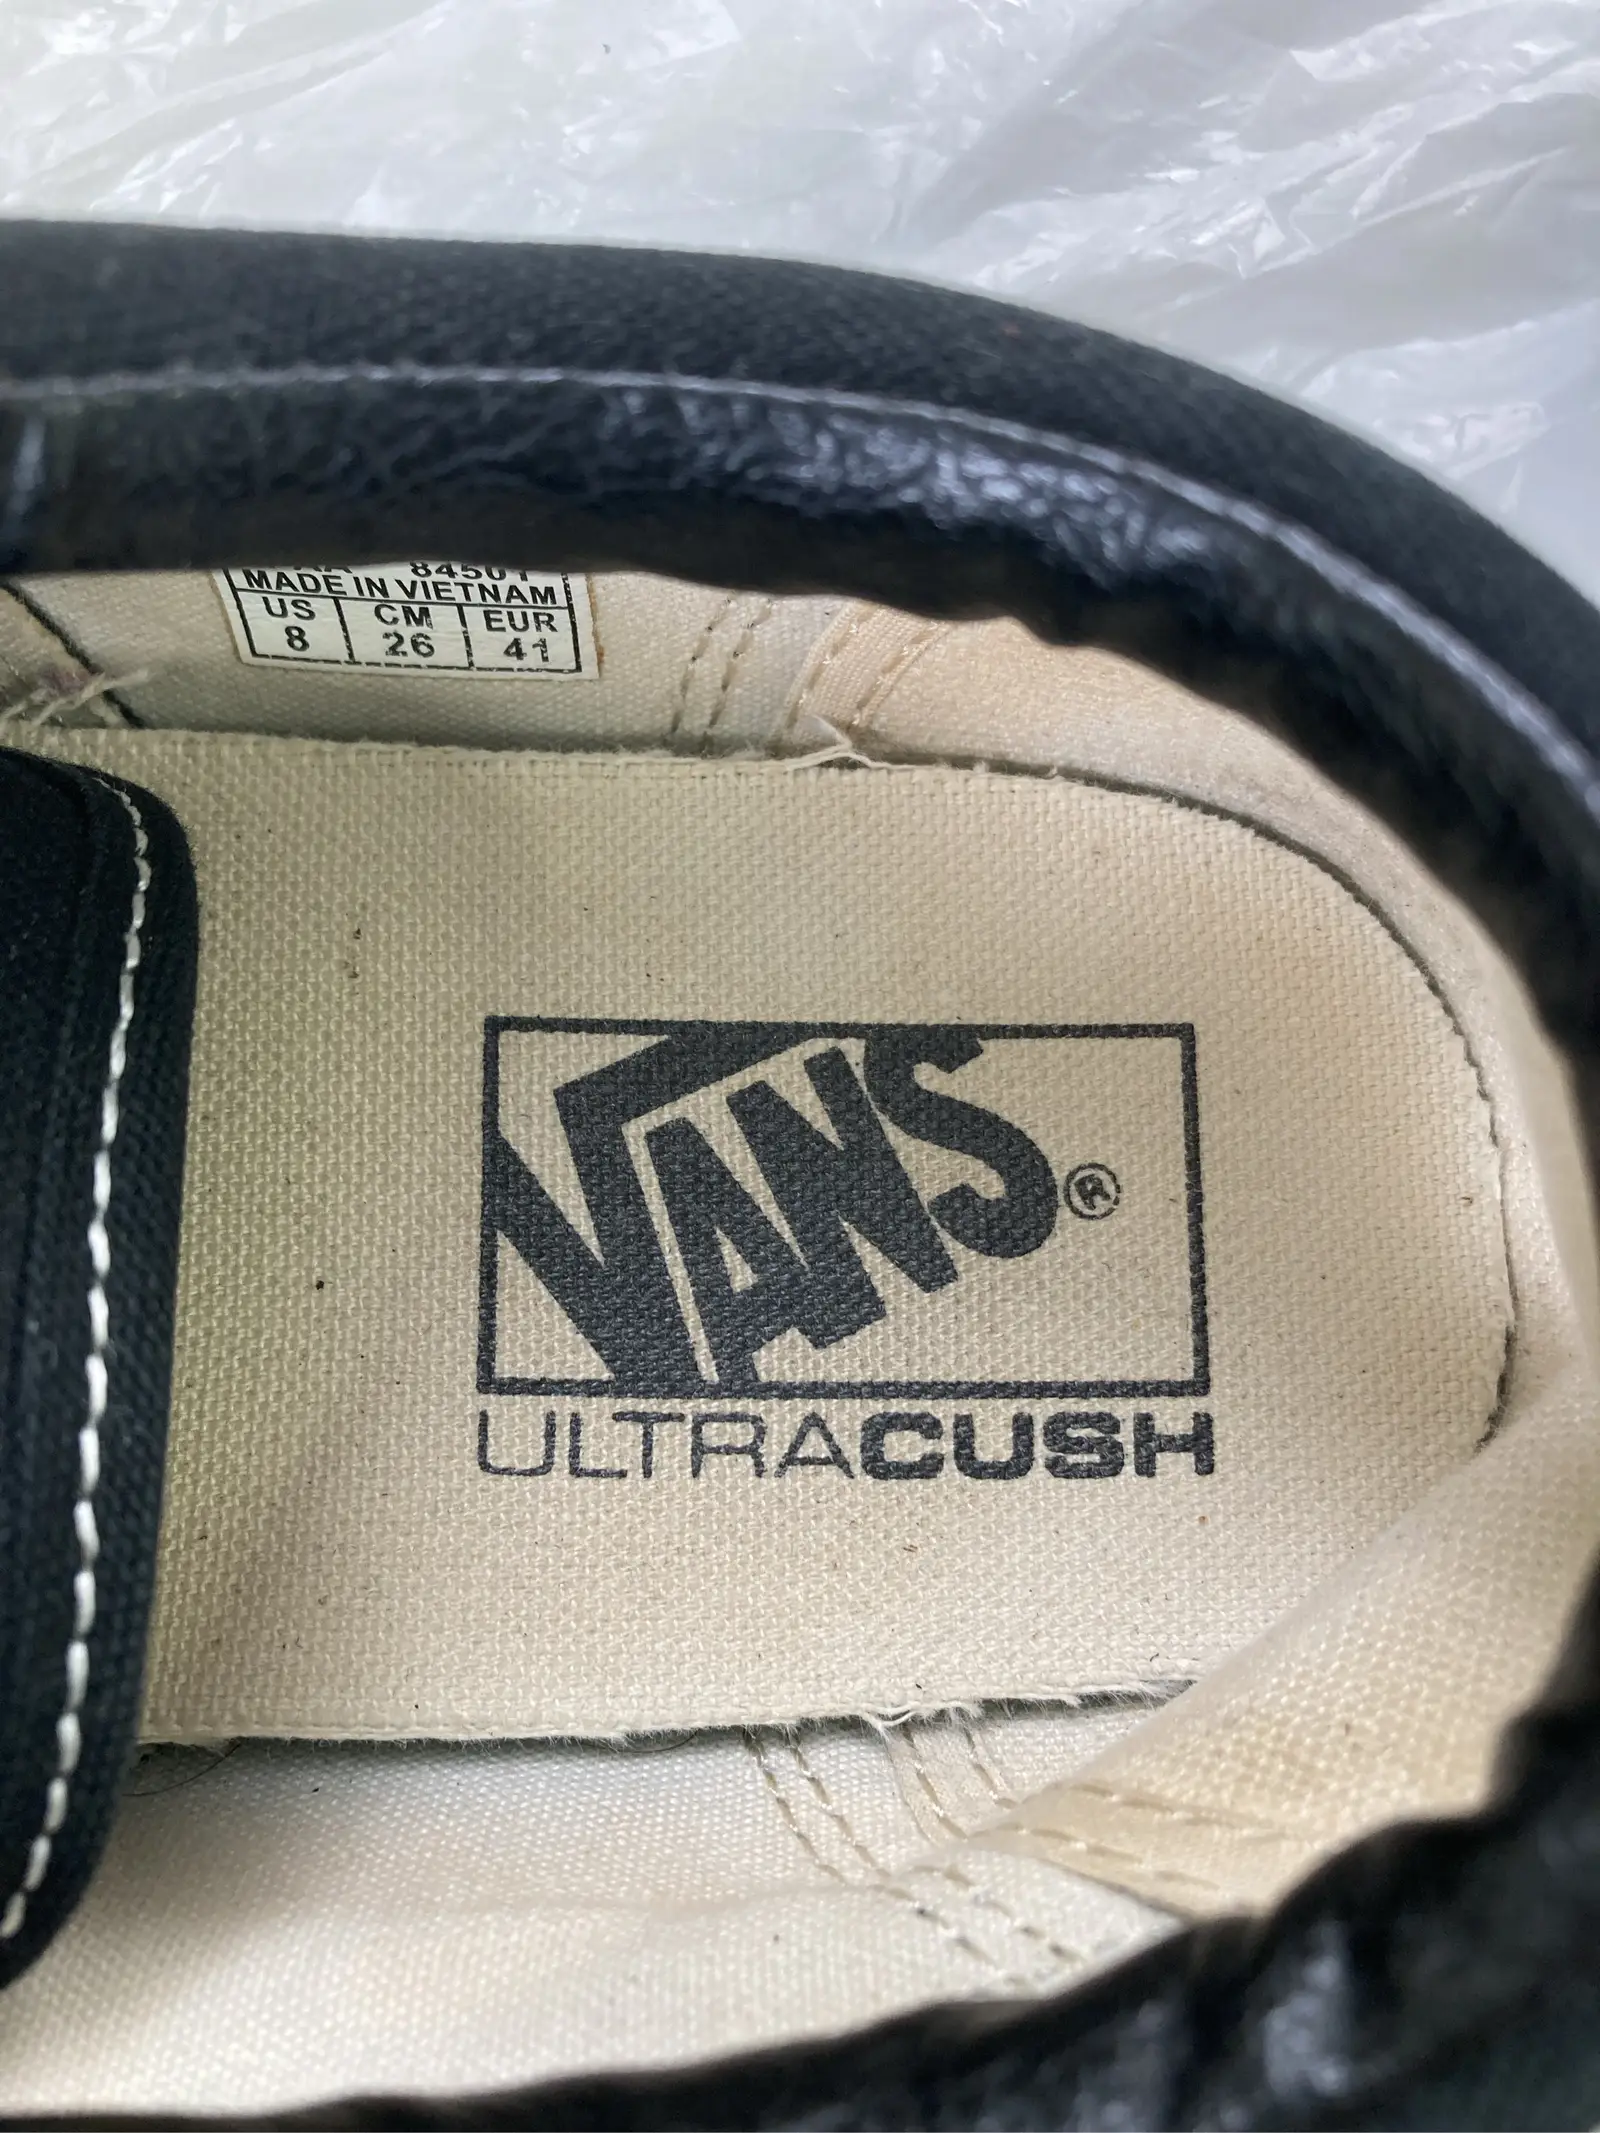 84501
MADE IN VIETNAM
US CM EUR
8 26 41
VANS®
ULTRACUSH